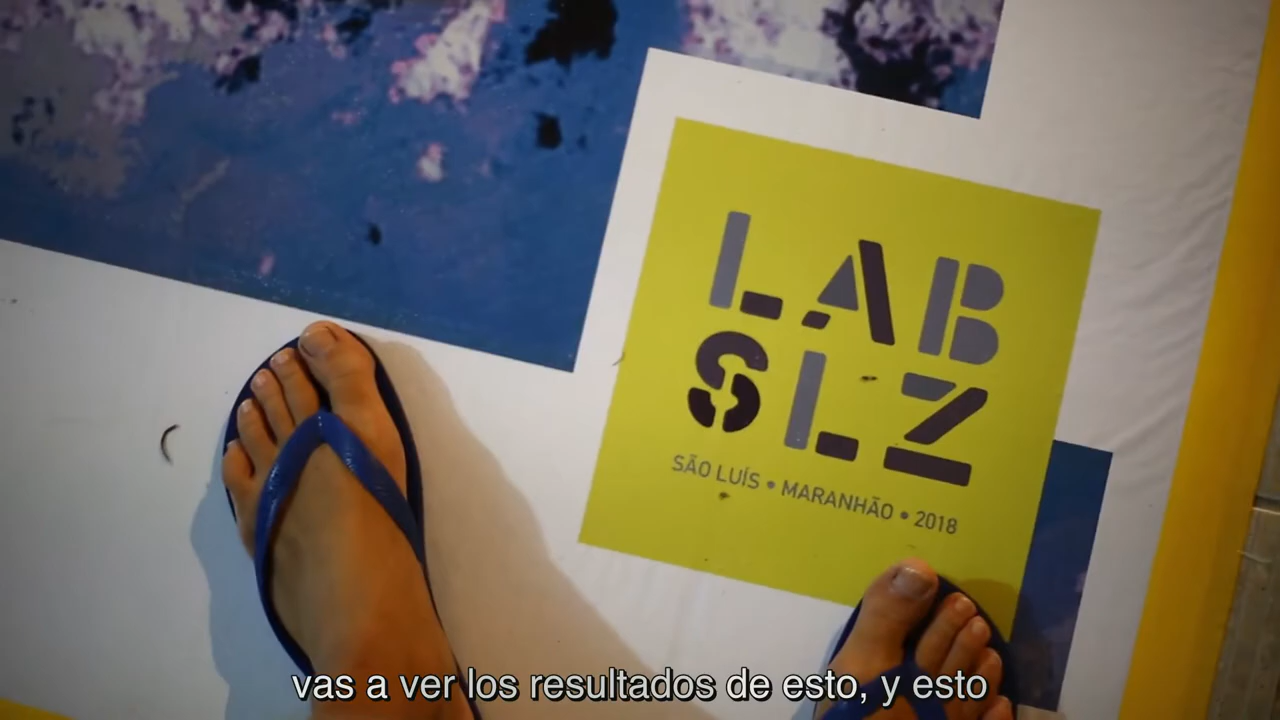 LAB
SLZ
SÃO LUÍS • MARANHÃO • 2018
vas a ver los resultados de esto, y esto